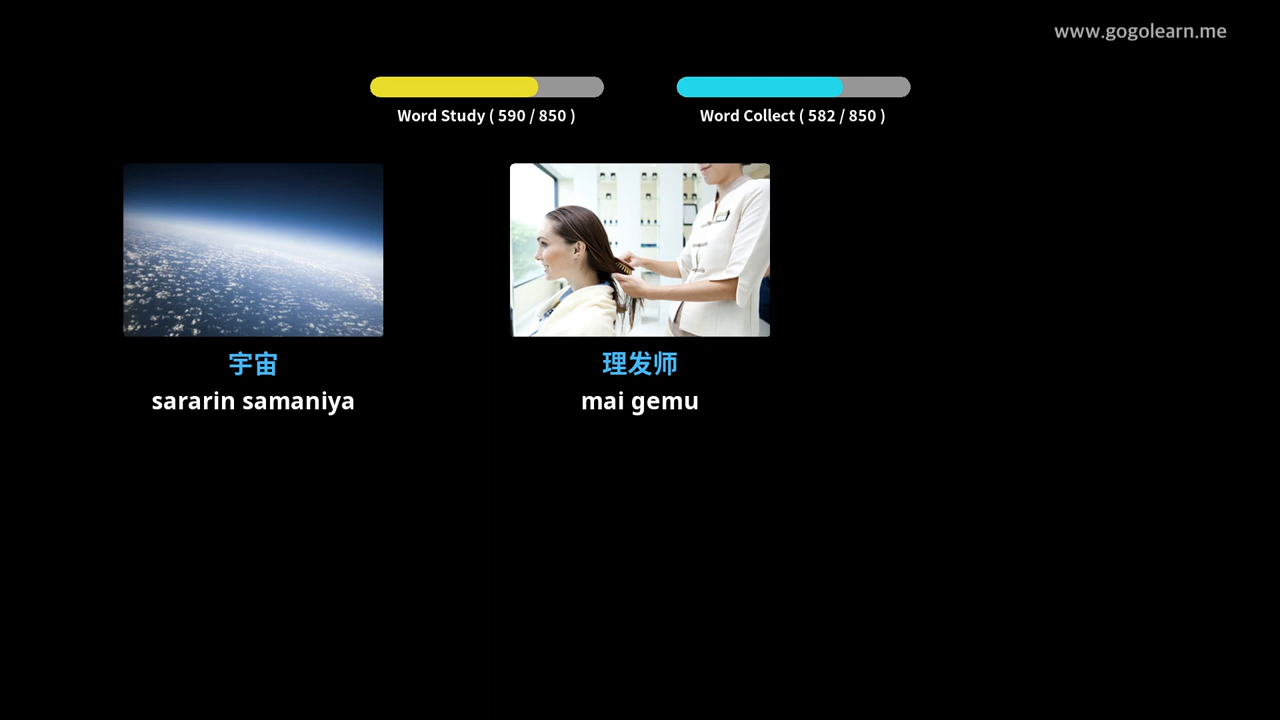 www.gogolearn.me
Word Study ( 590 / 850 )
Word Collect ( 582 / 850 )
宇宙
sararin samaniya
理发师
mai gemu